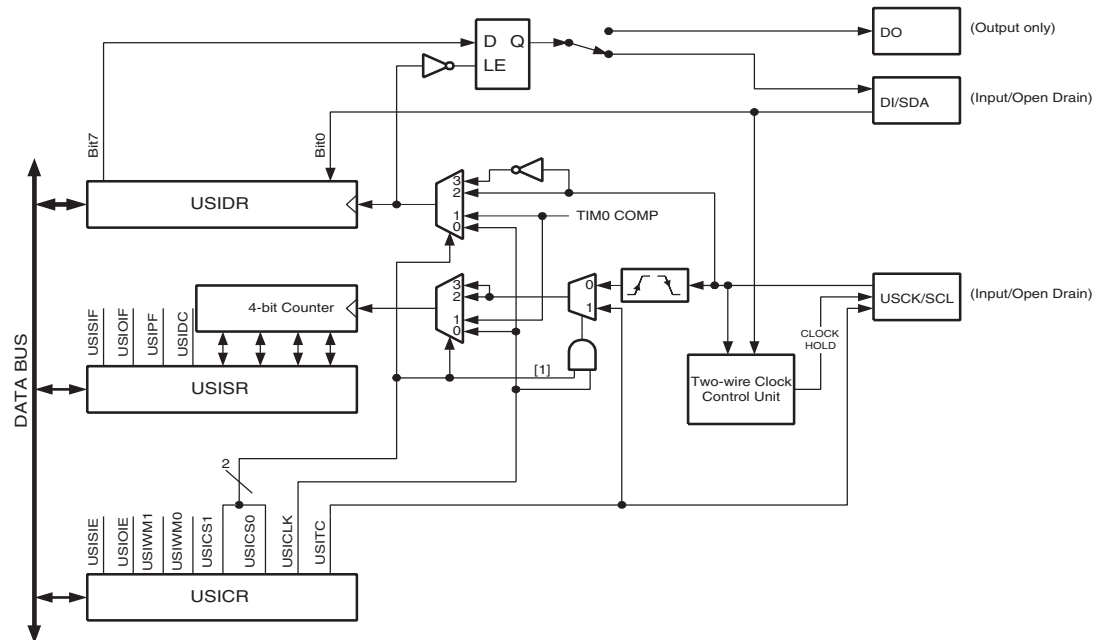 D Q
LE
DO
(Output only)
DI/SDA
(Input/Open Drain)
Bit7
Bit0
USIDR
3
2
1
0
TIM0 COMP
4-bit Counter
3
2
1
0
0
1
USCK/SCL
(Input/Open Drain)
CLOCK
HOLD
USISIF
USIOIF
USIPF
USIDC
[1]
Two-wire Clock
Control Unit
USISR
DATA BUS
2
USISIE
USIOIE
USIWM1
USIWM0
USICS1
USICS0
USICLK
USITC
USICR